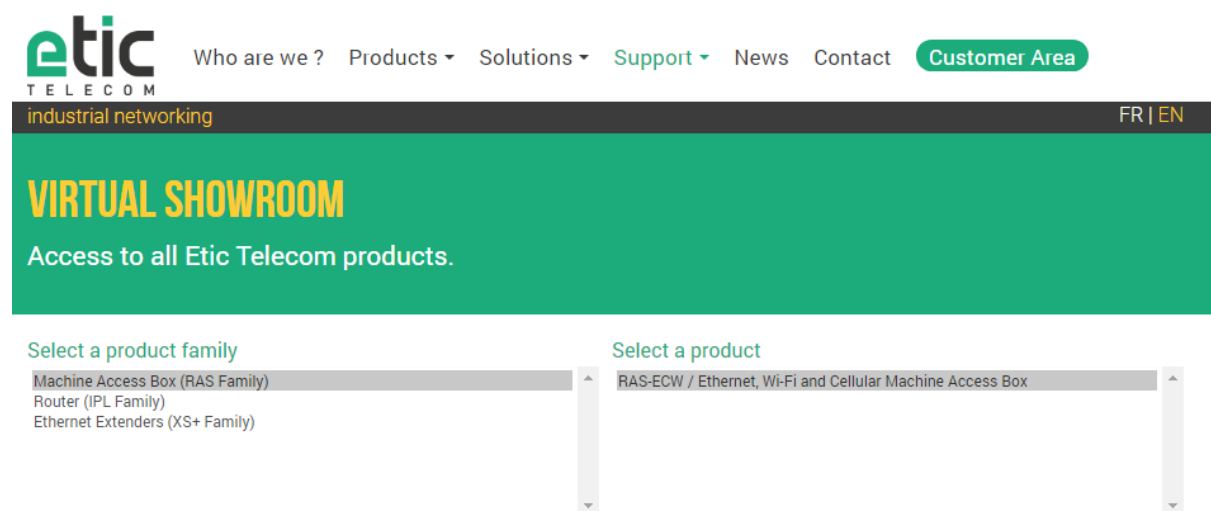 etic
TELECOM
Who are we ? Products Solutions Support News Contact Customer Area
industrial networking
FR | EN
VIRTUAL SHOWROOM
Access to all Etic Telecom products.
Select a product family
Machine Access Box (RAS Family)
Router (IPL Family)
Ethernet Extenders (XS+ Family)
Select a product
RAS-ECW / Ethernet, Wi-Fi and Cellular Machine Access Box